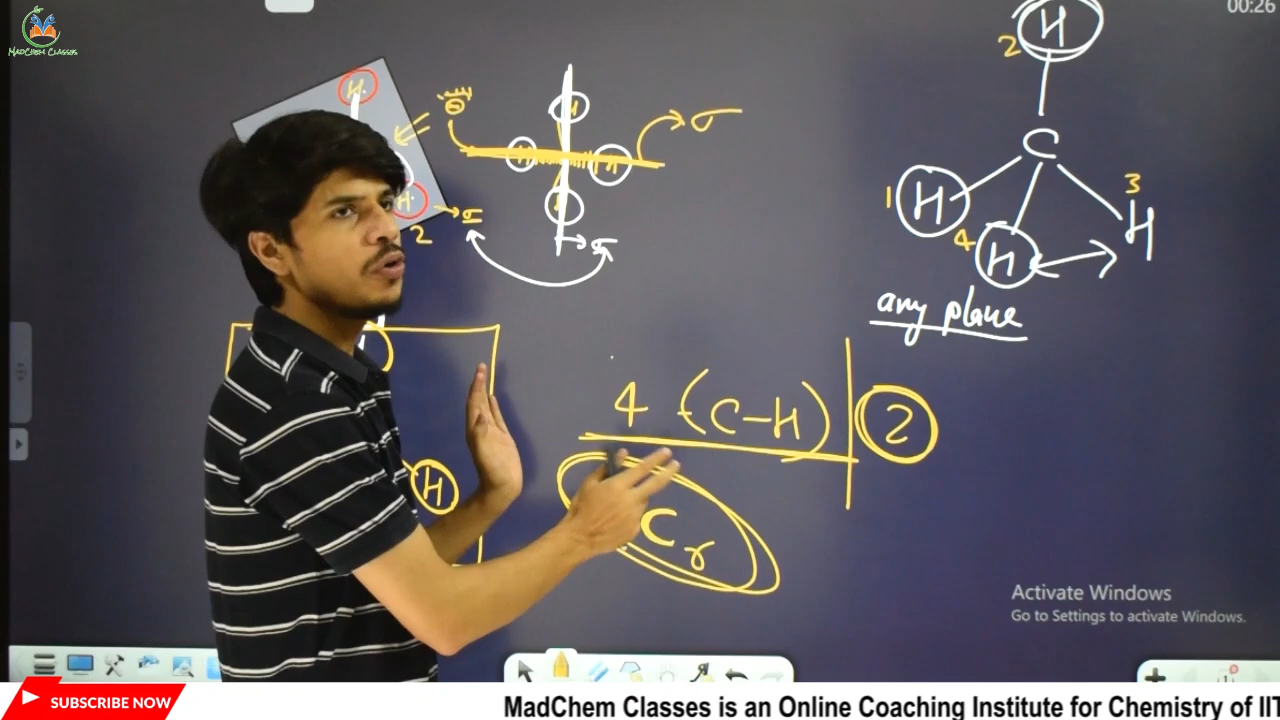 MADCHEM CLASSES
00:26
H
2
H
H
σ
H
H
H
2
σ
σ
C
1
H
3
H
4
H
any plane
4 (C-H)
2
H
Activate Windows
Go to Settings to activate Windows.
SUBSCRIBE NOW
MadChem Classes is an Online Coaching Institute for Chemistry of IIT